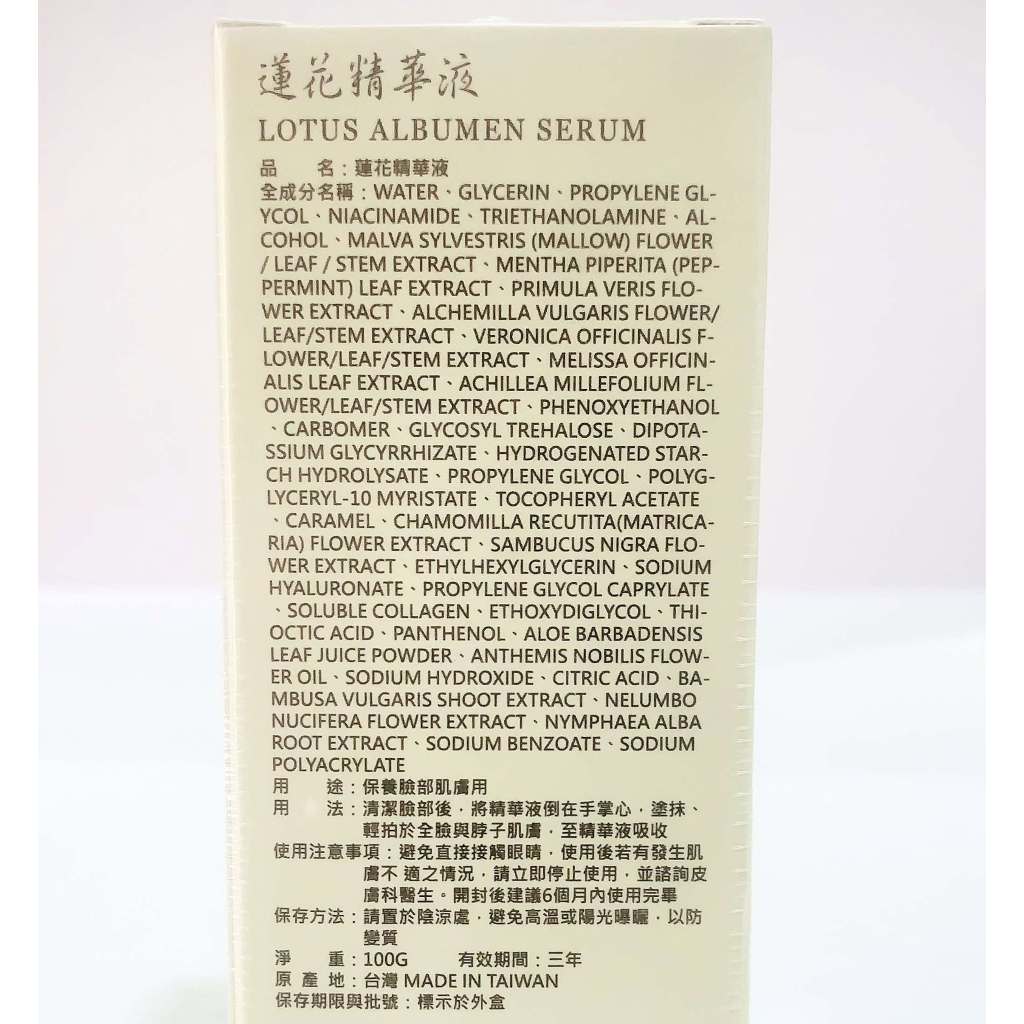 蓮花精華液
LOTUS ALBUMEN SERUM
品　　名：蓮花精華液
全成分名稱：WATER、GLYCERIN、PROPYLENE GL-
YCOL、NIACINAMIDE、TRIETHANOLAMINE、AL-
COHOL、MALVA SYLVESTRIS (MALLOW) FLOWER
/ LEAF / STEM EXTRACT、MENTHA PIPERITA (PEP-
PERMINT) LEAF EXTRACT、PRIMULA VERIS FLO-
WER EXTRACT、ALCHEMILLA VULGARIS FLOWER/
LEAF/STEM EXTRACT、VERONICA OFFICINALIS F-
LOWER/LEAF/STEM EXTRACT、MELISSA OFFICIN-
ALIS LEAF EXTRACT、ACHILLEA MILLEFOLIUM FL-
OWER/LEAF/STEM EXTRACT、PHENOXYETHANOL
、CARBOMER、GLYCOSYL TREHALOSE、DIPOTA-
SSIUM GLYCYRRHIZATE、HYDROGENATED STAR-
CH HYDROLYSATE、PROPYLENE GLYCOL、POLYG-
LYCERYL-10 MYRISTATE、TOCOPHERYL ACETATE
、CARAMEL、CHAMOMILLA RECUTITA(MATRICA-
RIA) FLOWER EXTRACT、SAMBUCUS NIGRA FLO-
WER EXTRACT、ETHYLHEXYLGLYCERIN、SODIUM
HYALURONATE、PROPYLENE GLYCOL CAPRYLATE
、SOLUBLE COLLAGEN、ETHOXYDIGLYCOL、THI-
OCTIC ACID、PANTHENOL、ALOE BARBADENSIS
LEAF JUICE POWDER、ANTHEMIS NOBILIS FLOW-
ER OIL、SODIUM HYDROXIDE、CITRIC ACID、BA-
MBUSA VULGARIS SHOOT EXTRACT、NELUMBO
NUCIFERA FLOWER EXTRACT、NYMPHAEA ALBA
ROOT EXTRACT、SODIUM BENZOATE、SODIUM
POLYACRYLATE
用　　途：保養臉部肌膚用
用　　法：清潔臉部後，將精華液倒在手掌心，塗抹、
輕拍於全臉與脖子肌膚，至精華液吸收
使用注意事項：避免直接接觸眼睛，使用後若有發生肌
膚不 適之情況，請立即停止使用，並諮詢皮
膚科醫生。開封後建議6個月內使用完畢
保存方法：請置於陰涼處，避免高溫或陽光曝曬，以防
變質
淨　　重：100G　　有效期間：三年
原 產 地：台灣 MADE IN TAIWAN
保存期限與批號：標示於外盒